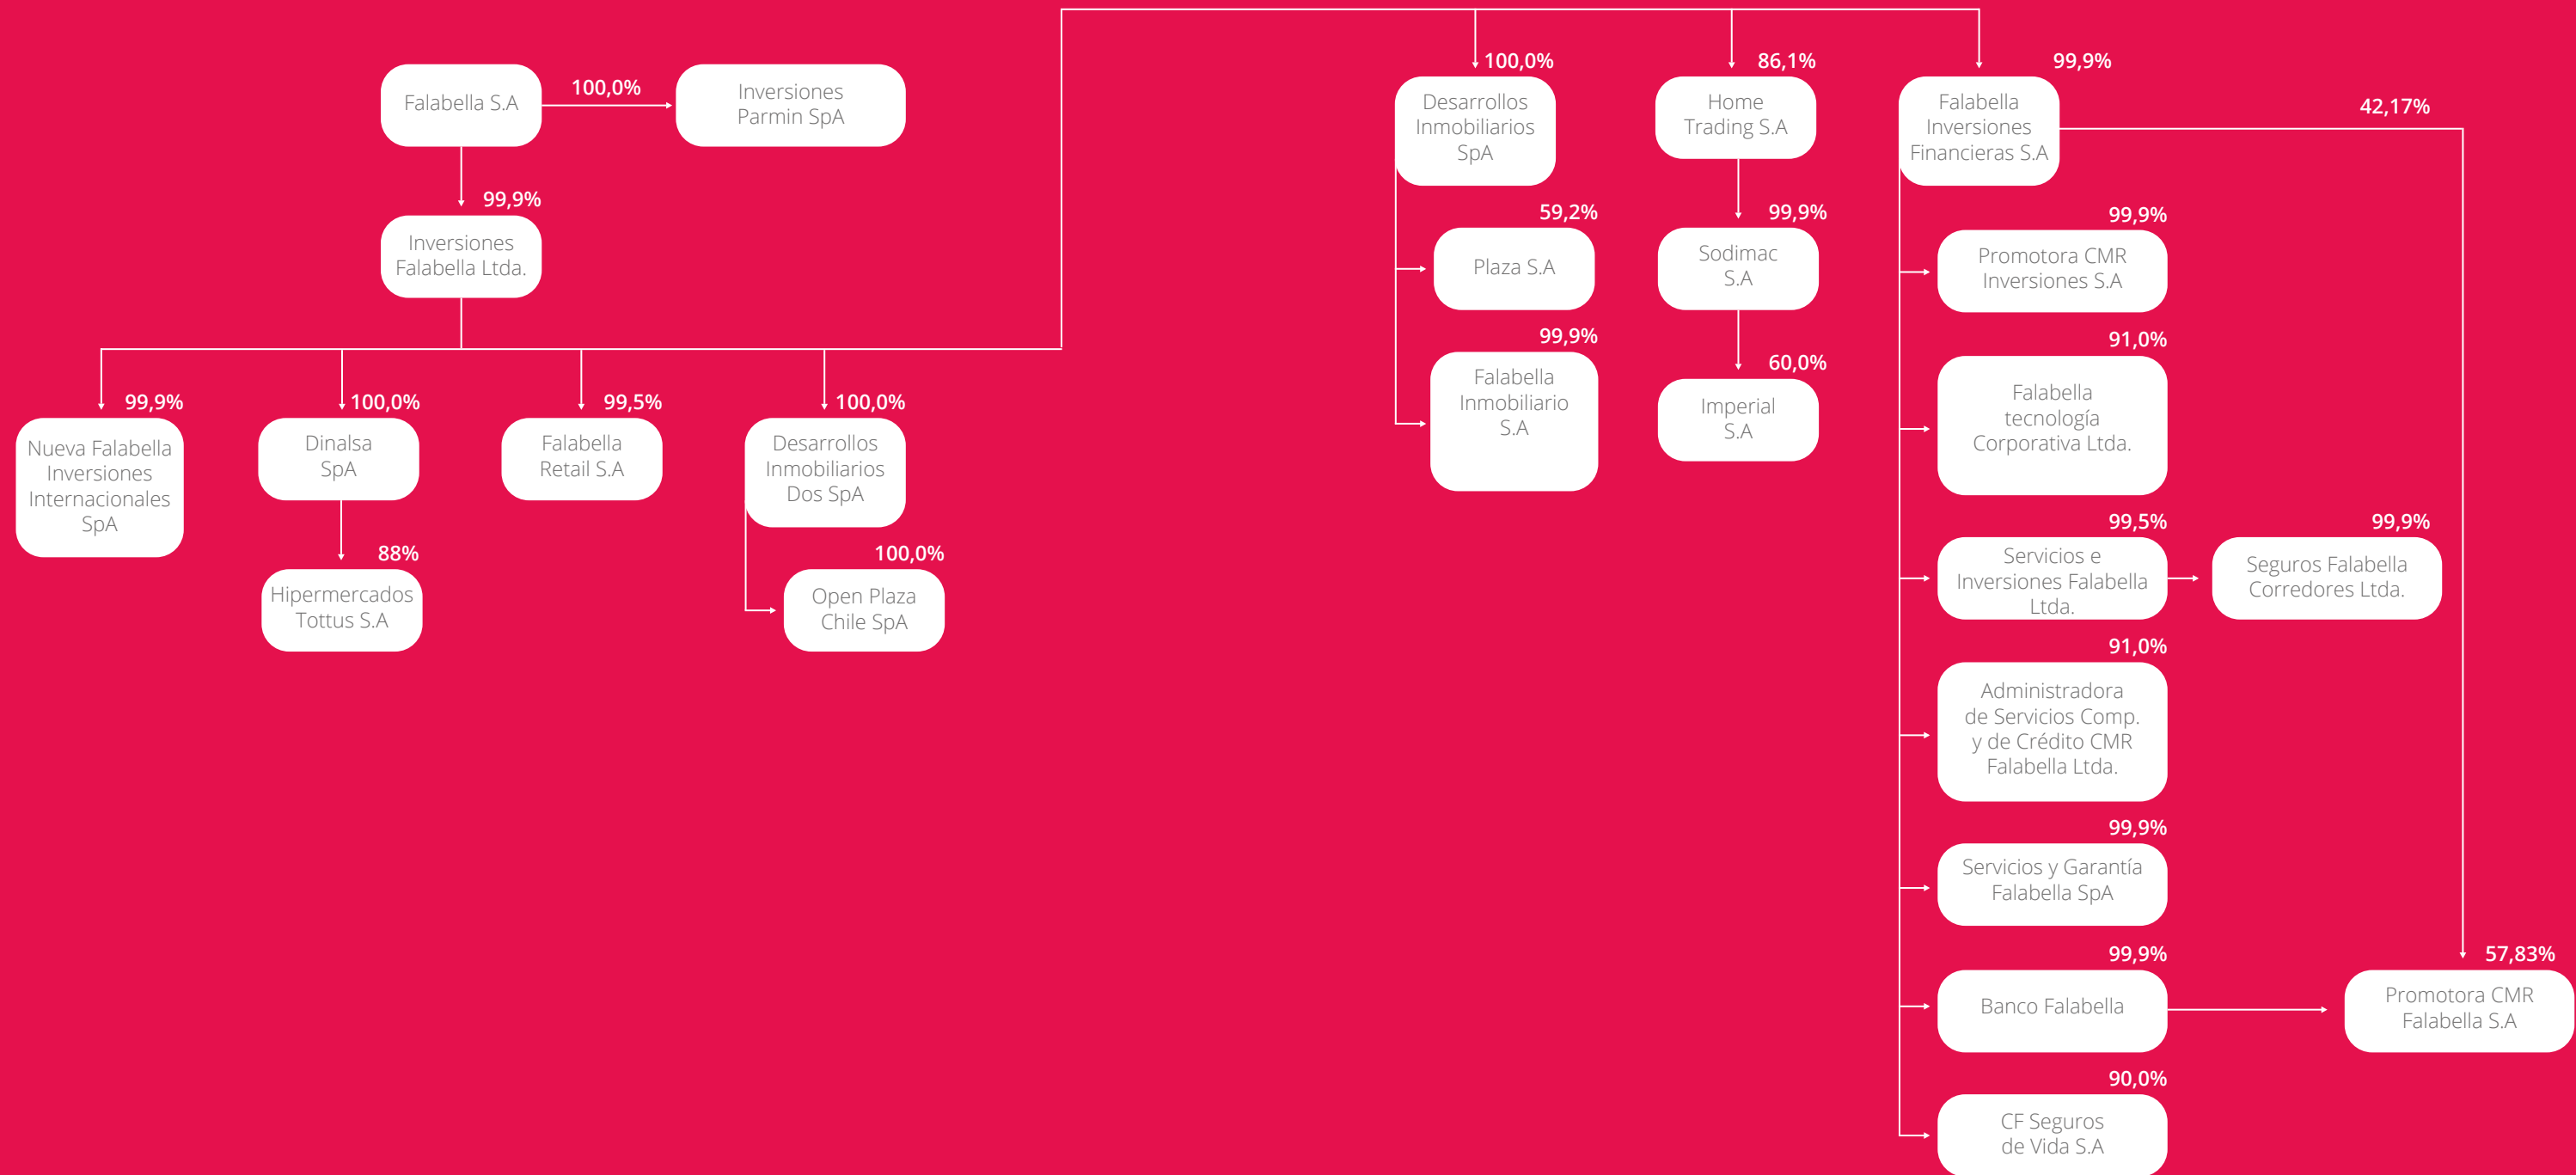 Falabella S.A
100,0%
Inversiones
Parmin SpA
99,9%
Inversiones
Falabella Ltda.
99,9%
Nueva Falabella
Inversiones
Internacionales
SpA
100,0%
Dinalsa
SpA
88%
Hipermercados
Tottus S.A
99,5%
Falabella
Retail S.A
100,0%
Desarrollos
Inmobiliarios
Dos SpA
100,0%
Open Plaza
Chile SpA
100,0%
Desarrollos
Inmobiliarios
SpA
59,2%
Plaza S.A
99,9%
Falabella
Inmobiliario
S.A
86,1%
Home
Trading S.A
99,9%
Sodimac
S.A
60,0%
Imperial
S.A
99,9%
Falabella
Inversiones
Financieras S.A
42,17%
99,9%
Promotora CMR
Inversiones S.A
91,0%
Falabella
tecnología
Corporativa Ltda.
99,5%
Servicios e
Inversiones Falabella
Ltda.
99,9%
Seguros Falabella
Corredores Ltda.
91,0%
Administradora
de Servicios Comp.
y de Crédito CMR
Falabella Ltda.
99,9%
Servicios y Garantía
Falabella SpA
99,9%
Banco Falabella
57,83%
Promotora CMR
Falabella S.A
90,0%
CF Seguros
de Vida S.A